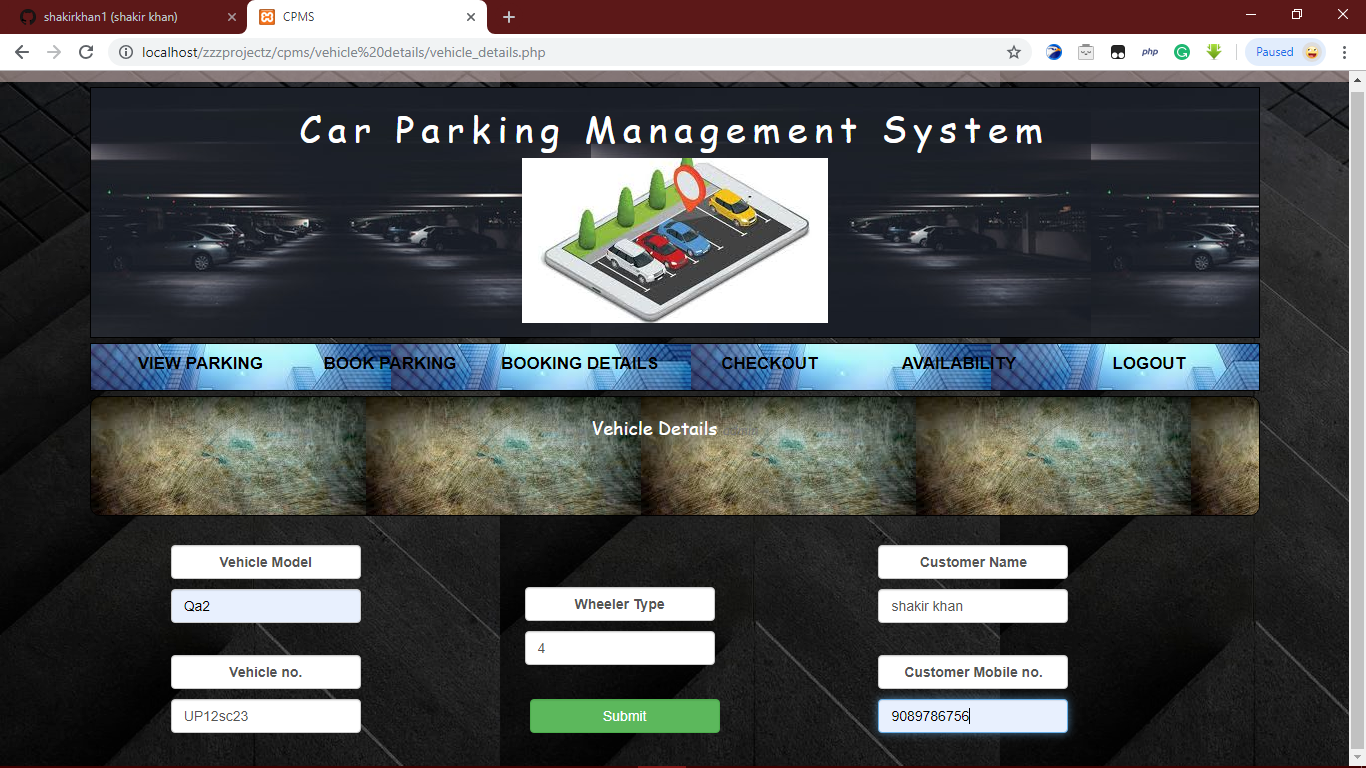 shakirkhan1 (shakir khan)
CPMS
localhost/zzzprojectz/cpms/vehicle%20details/vehicle_details.php
php
Paused
Car Parking Management System
VIEW PARKING BOOK PARKING BOOKING DETAILS CHECKOUT AVAILABILITY LOGOUT
Vehicle Details
Vehicle Model
Qa2
Vehicle no.
UP12sc23
Wheeler Type
4
Submit
Customer Name
shakir khan
Customer Mobile no.
9089786756